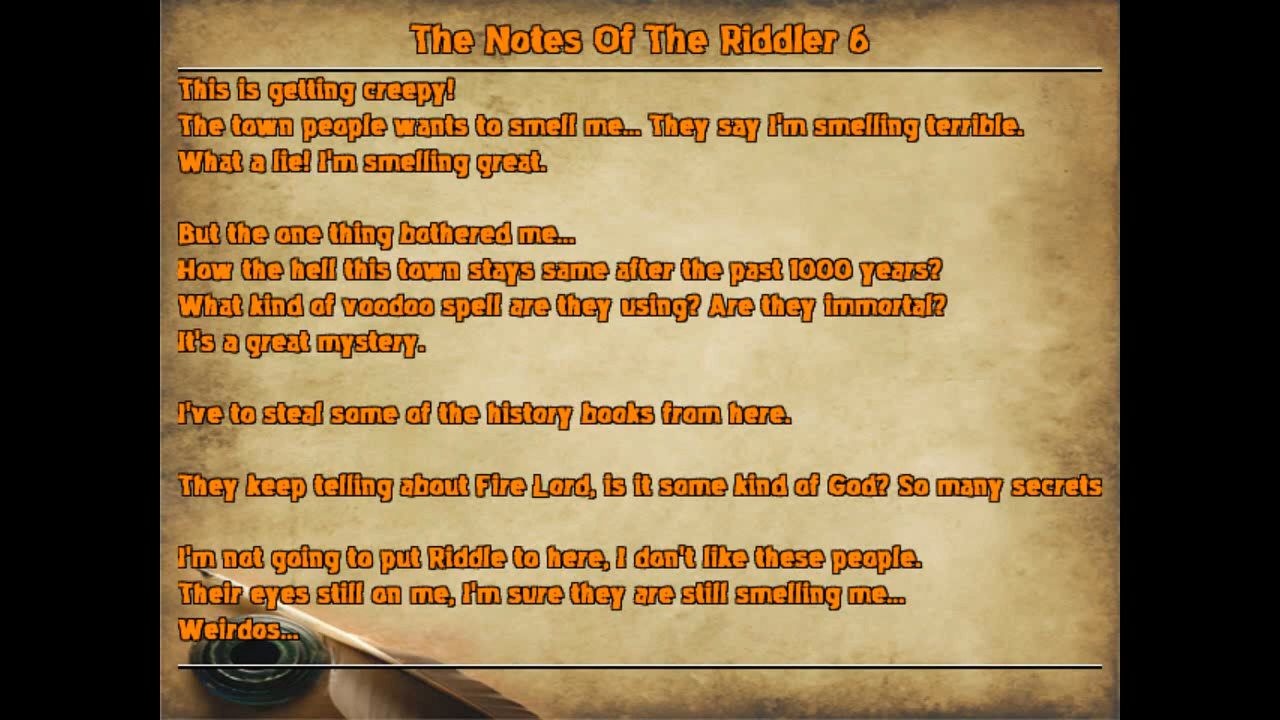 The Notes Of The Riddler 6
This is getting creepy!
The town people wants to smell me... They say I'm smelling terrible.
What a lie! I'm smelling great.
But the one thing bothered me...
How the hell this town stays same after the past 1000 years?
What kind of voodoo spell are they using? Are they immortal?
It's a great mystery.
I've to steal some of the history books from here.
They keep telling about Fire Lord, is it some kind of God? So many secrets
I'm not going to put Riddle to here, I don't like these people.
Their eyes still on me, I'm sure they are still smelling me...
Weirdos...